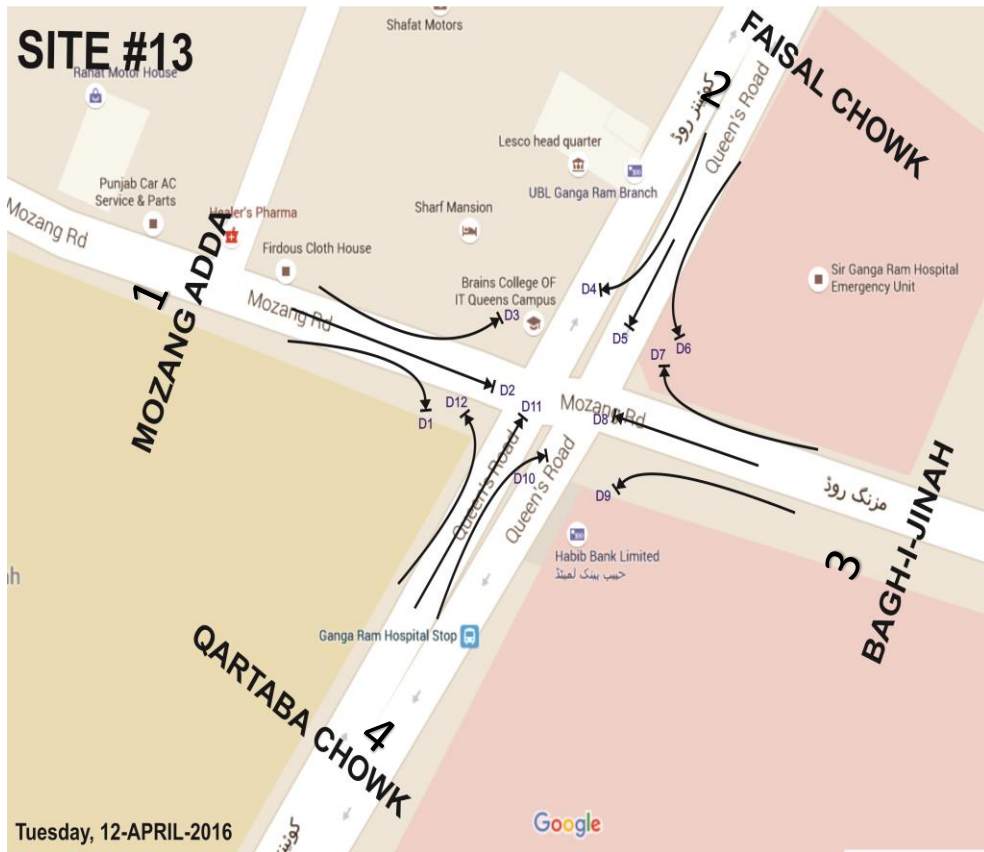 SITE #13
Shafat Motors
Rahat Motor House
FAISAL CHOWK
2
کوئینز روڈ
Queen's Road
Lesco head quarter
UBL Ganga Ram Branch
Punjab Car AC
Service & Parts
Healer's Pharma
Sharf Mansion
Mozang Rd
Firdous Cloth House
MOZANG ADDA
1
Sir Ganga Ram Hospital
Emergency Unit
Brains College OF
IT Queens Campus
Mozang Rd
D4
D3
D5
D6
D7
D2
D12
D11
D1
Mozang Rd
D8
Queen's Road
Queen's Road
D10
D9
مزنگ روڈ
BAGH-I-JINAH
3
Habib Bank Limited
حبیب بینک لمیٹڈ
h
Ganga Ram Hospital Stop
QARTABA CHOWK
4
Google
Tuesday, 12-APRIL-2016